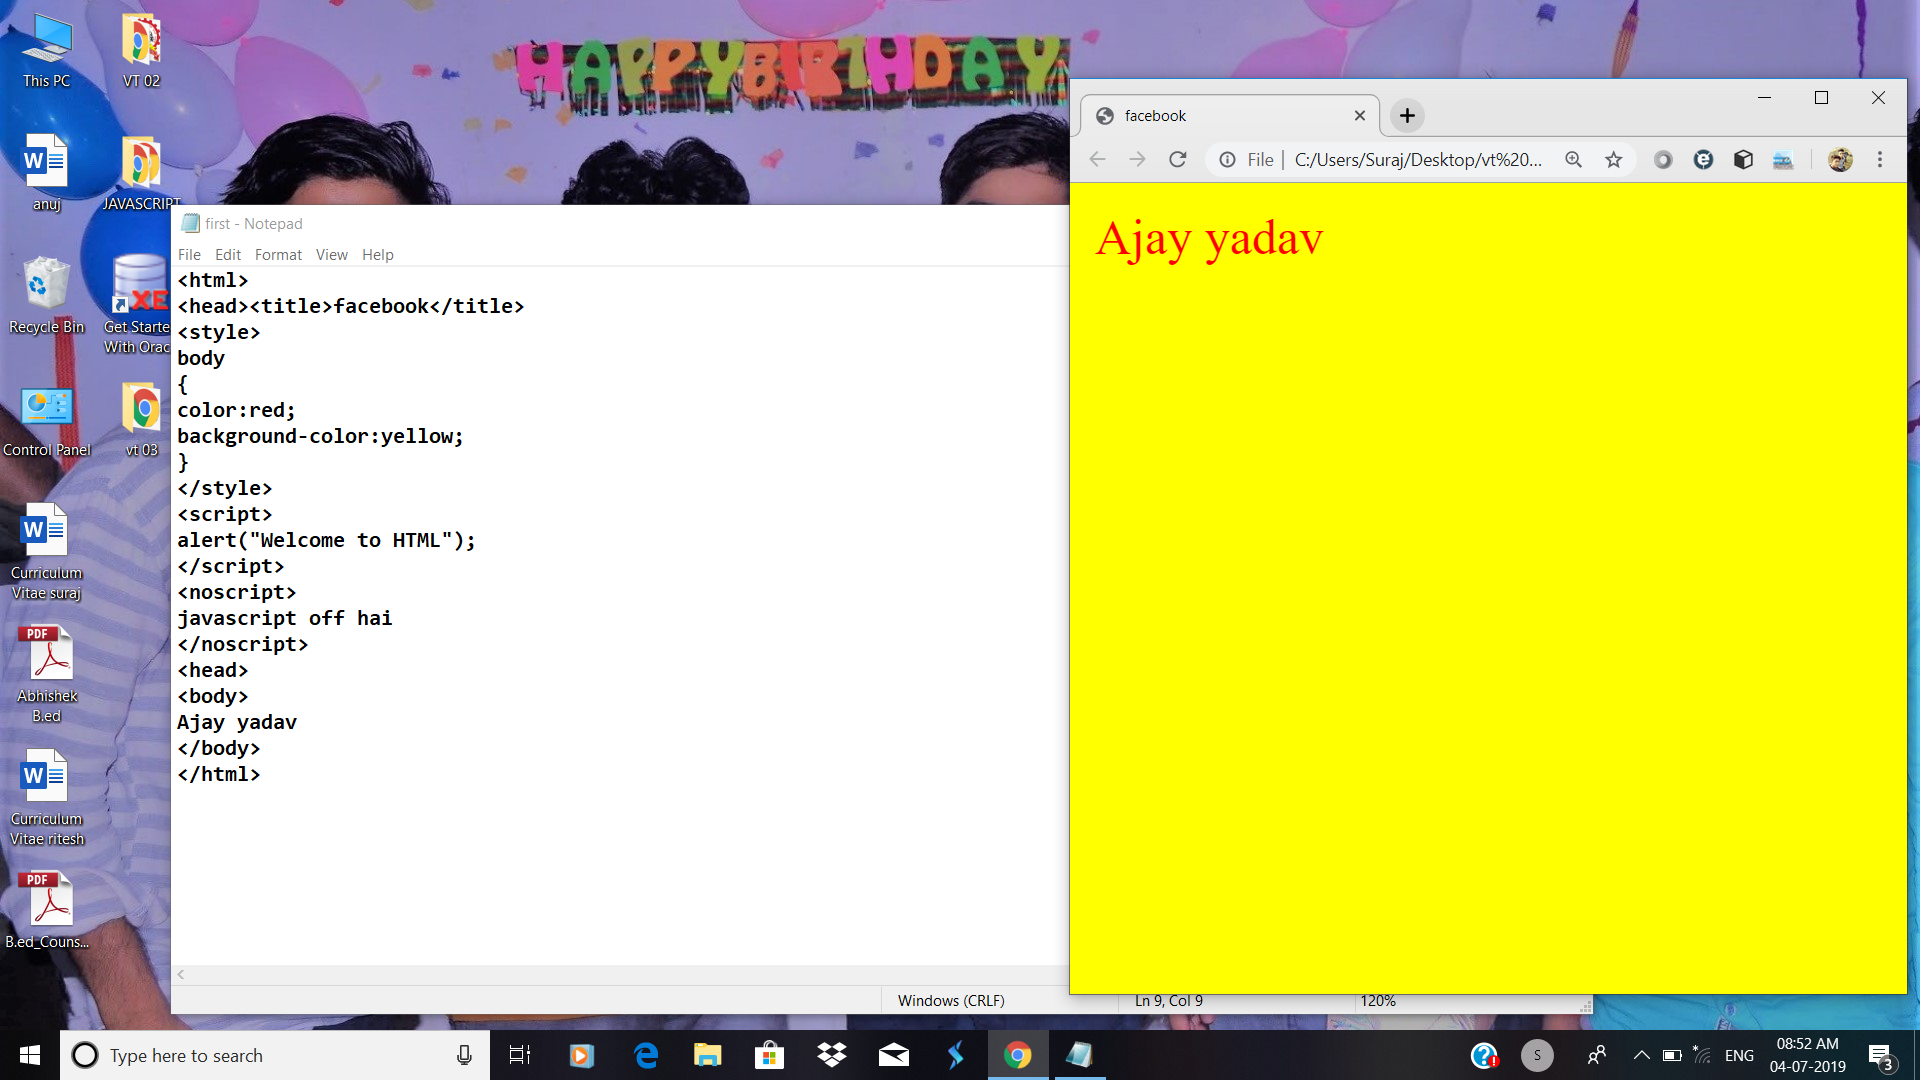 HAPPY BIRTHDAY
This PC
VT 02
anuj
JAVASCRIPT
Recycle Bin
XE
Get Starte
With Orac
Control Panel
vt 03
Curriculum
Vitae suraj
PDF
Abhishek
B.ed
Curriculum
Vitae ritesh
PDF
B.ed_Couns...
first - Notepad
File Edit Format View Help
<html>
<head><title>facebook</title>
<style>
body
{
color:red;
background-color:yellow;
}
</style>
<script>
alert("Welcome to HTML");
</script>
<noscript>
javascript off hai
</noscript>
<head>
<body>
Ajay yadav
</body>
</html>
Windows (CRLF)
Ln 9, Col 9
120%
facebook
File | C:/Users/Suraj/Desktop/vt%20...
Ajay yadav
Type here to search
S
ENG
08:52 AM
04-07-2019
3